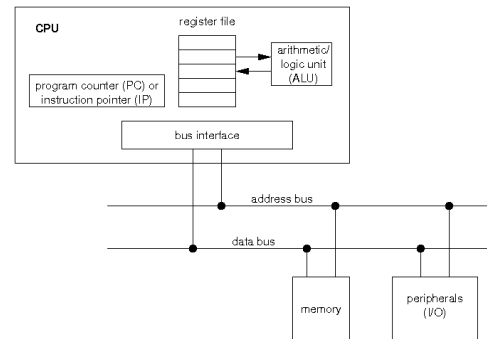 CPU
register file
arithmetic/
logic unit
(ALU)
program counter (PC) or
instruction pointer (IP)
bus interface
address bus
data bus
memory
peripherals
(I/O)